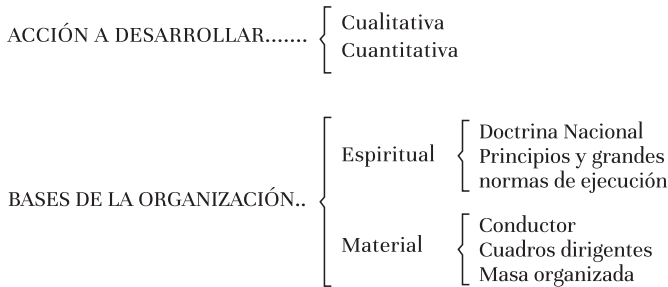 ACCIÓN A DESARROLLAR.......
Cualitativa
Cuantitativa
BASES DE LA ORGANIZACIÓN..
Espiritual
Doctrina Nacional
Principios y grandes
normas de ejecución
Material
Conductor
Cuadros dirigentes
Masa organizada